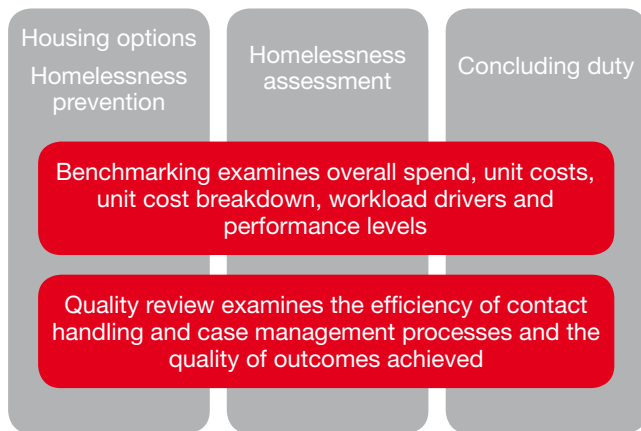 Housing options
Homelessness
prevention
Homelessness
assessment
Concluding duty
Benchmarking examines overall spend, unit costs,
unit cost breakdown, workload drivers and
performance levels
Quality review examines the efficiency of contact
handling and case management processes and the
quality of outcomes achieved